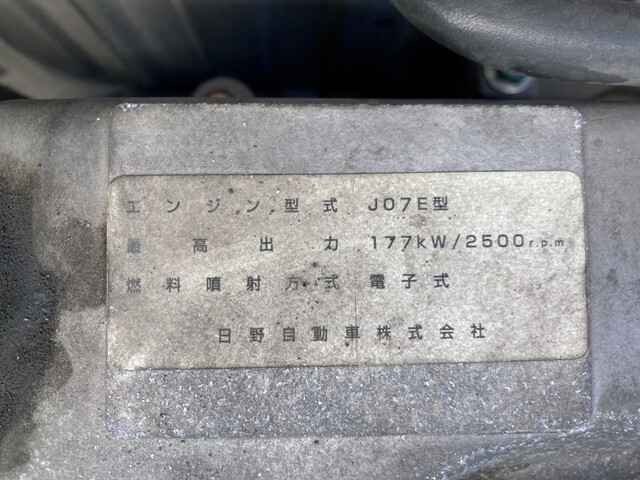 エンジン型式 J07E型
最高出力 177kW/2500r.p.m
燃料噴射方式 電子式
日野自動車株式会社